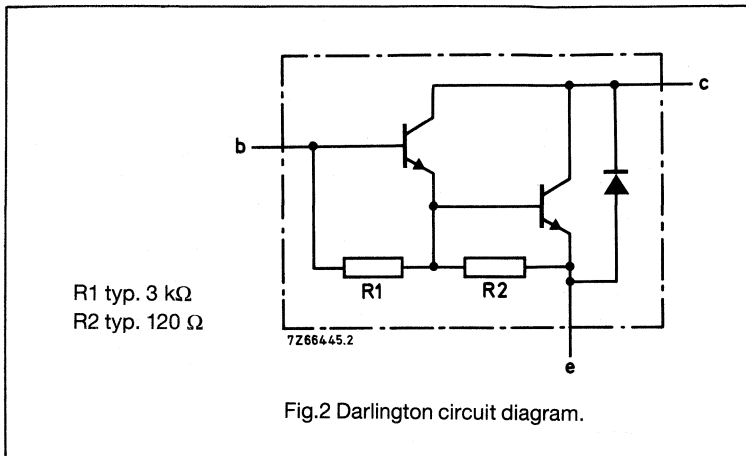 c
b
R1
R2
R1 typ. 3 kΩ
R2 typ. 120 Ω
7Z66445.2
e
Fig.2 Darlington circuit diagram.